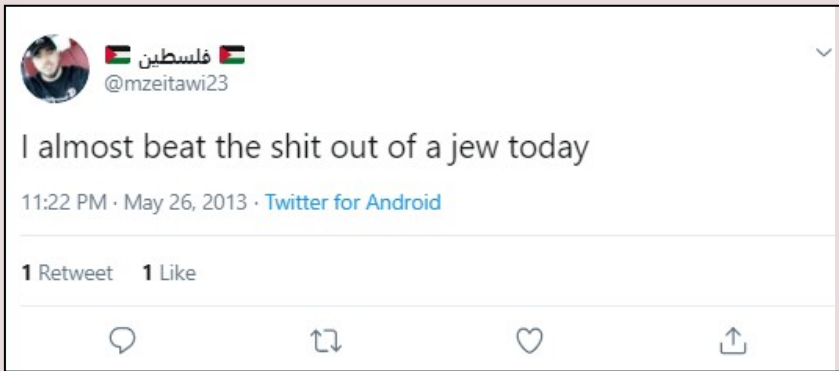 🇵🇸 فلسطين 🇵🇸
@mzeitawi23
I almost beat the shit out of a jew today
11:22 PM · May 26, 2013 · Twitter for Android
1 Retweet 1 Like